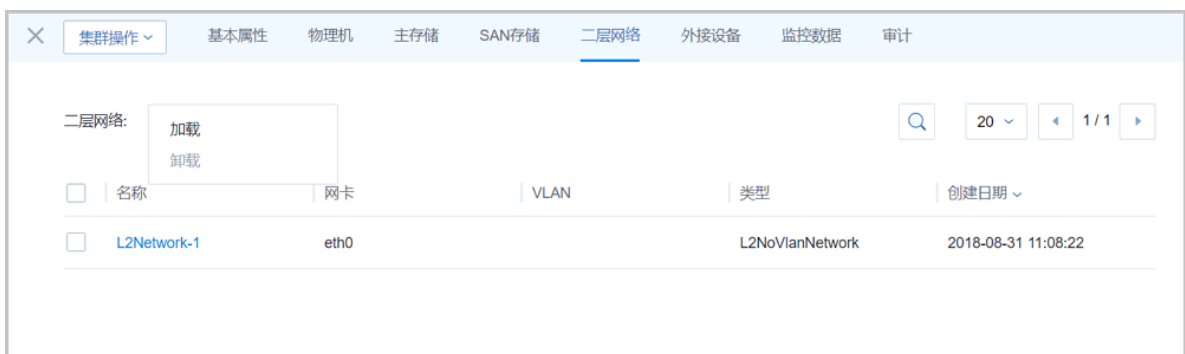 集群操作 基本属性 物理机 主存储 SAN存储 二层网络 外接设备 监控数据 审计
二层网络: 加载 20 1 / 1
卸载
名称 网卡 VLAN 类型 创建日期
L2Network-1 eth0 L2NoVlanNetwork 2018-08-31 11:08:22